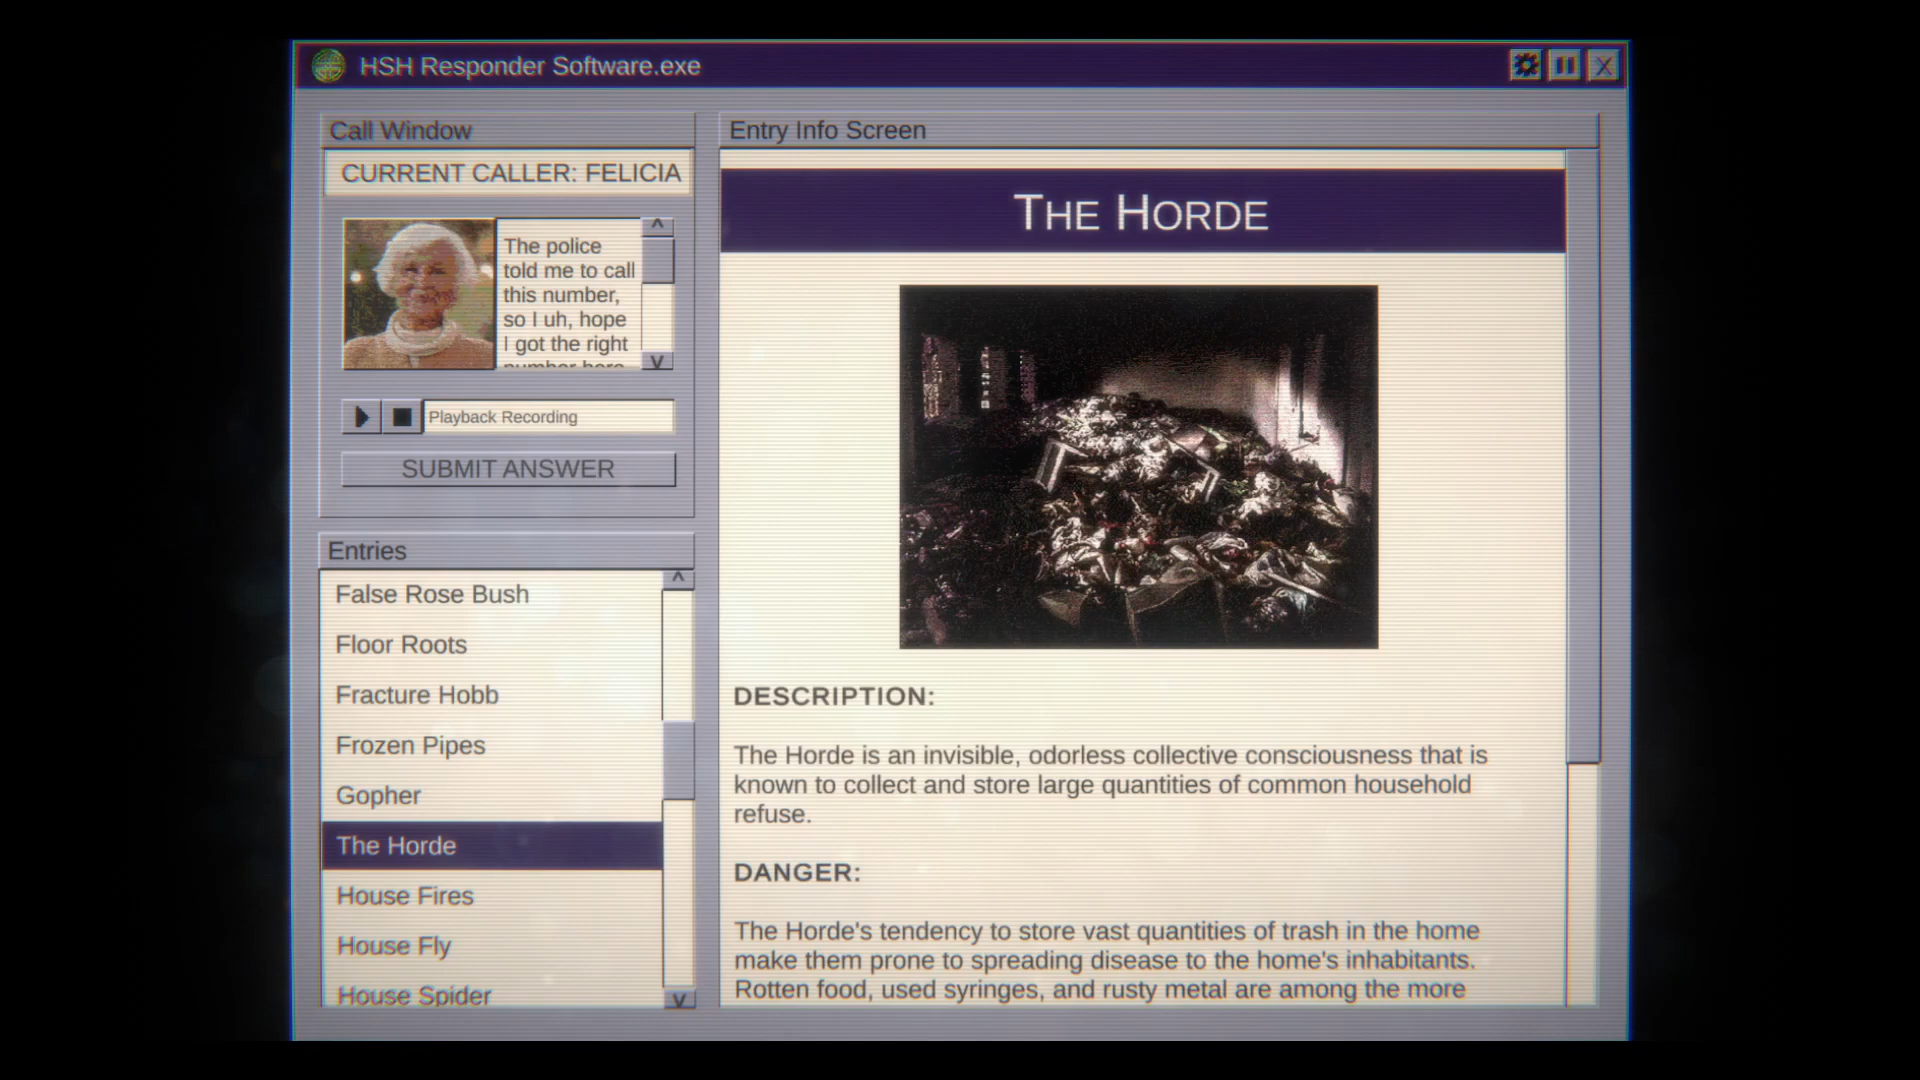 HSH Responder Software.exe
Call Window
CURRENT CALLER: FELICIA
The police
told me to call
this number,
so I uh, hope
I got the right
number here
Playback Recording
SUBMIT ANSWER
Entries
False Rose Bush
Floor Roots
Fracture Hobb
Frozen Pipes
Gopher
The Horde
House Fires
House Fly
House Spider
Entry Info Screen
THE HORDE
DESCRIPTION:
The Horde is an invisible, odorless collective consciousness that is
known to collect and store large quantities of common household
refuse.
DANGER:
The Horde's tendency to store vast quantities of trash in the home
make them prone to spreading disease to the home's inhabitants.
Rotten food, used syringes, and rusty metal are among the more